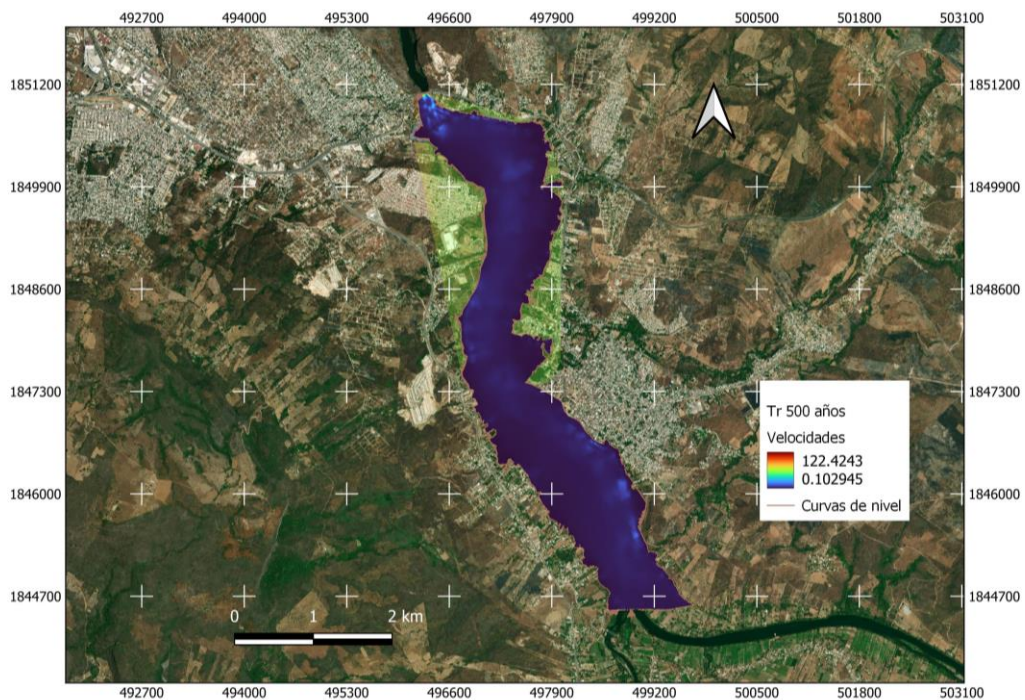 492700 494000 495300 496600 497900 499200 500500 501800 503100
1851200 1851200
1849900 1849900
1848600 1848600
1847300 1847300
Tr 500 años
Velocidades
122.4243
0.102945
Curvas de nivel
1846000 1846000
1844700 1844700
0 1 2 km
492700 494000 495300 496600 497900 499200 500500 501800 503100